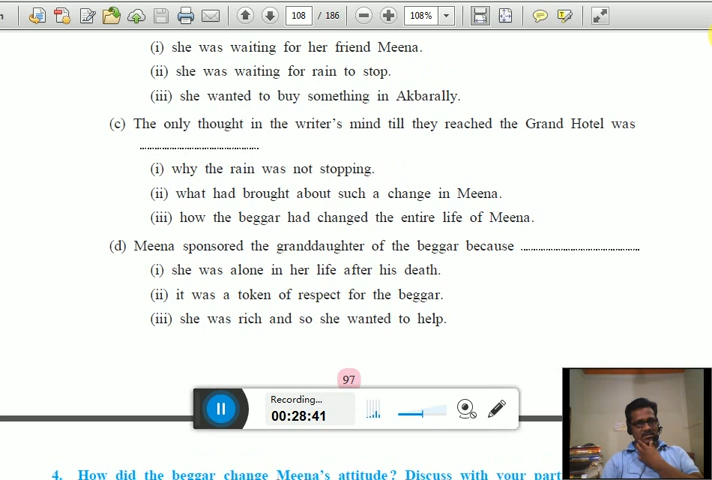 n 108 / 186 108%
(i) she was waiting for her friend Meena.
(ii) she was waiting for rain to stop.
(iii) she wanted to buy something in Akbarally.
(c) The only thought in the writer's mind till they reached the Grand Hotel was
..........................................
(i) why the rain was not stopping.
(ii) what had brought about such a change in Meena.
(iii) how the beggar had changed the entire life of Meena.
(d) Meena sponsored the granddaughter of the beggar because ..........................................
(i) she was alone in her life after his death.
(ii) it was a token of respect for the beggar.
(iii) she was rich and so she wanted to help.
97
Recording...
00:28:41
4. How did the beggar change Meena's attitude? Discuss with your part